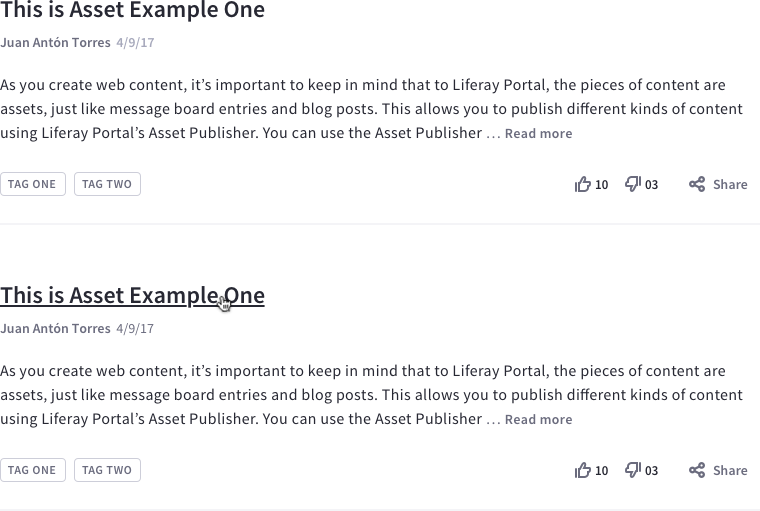 This is Asset Example One
Juan Antón Torres 4/9/17
As you create web content, it’s important to keep in mind that to Liferay Portal, the pieces of content are
assets, just like message board entries and blog posts. This allows you to publish different kinds of content
using Liferay Portal’s Asset Publisher. You can use the Asset Publisher ... Read more
TAG ONE TAG TWO 10 03 Share
This is Asset Example One
Juan Antón Torres 4/9/17
As you create web content, it’s important to keep in mind that to Liferay Portal, the pieces of content are
assets, just like message board entries and blog posts. This allows you to publish different kinds of content
using Liferay Portal’s Asset Publisher. You can use the Asset Publisher ... Read more
TAG ONE TAG TWO 10 03 Share